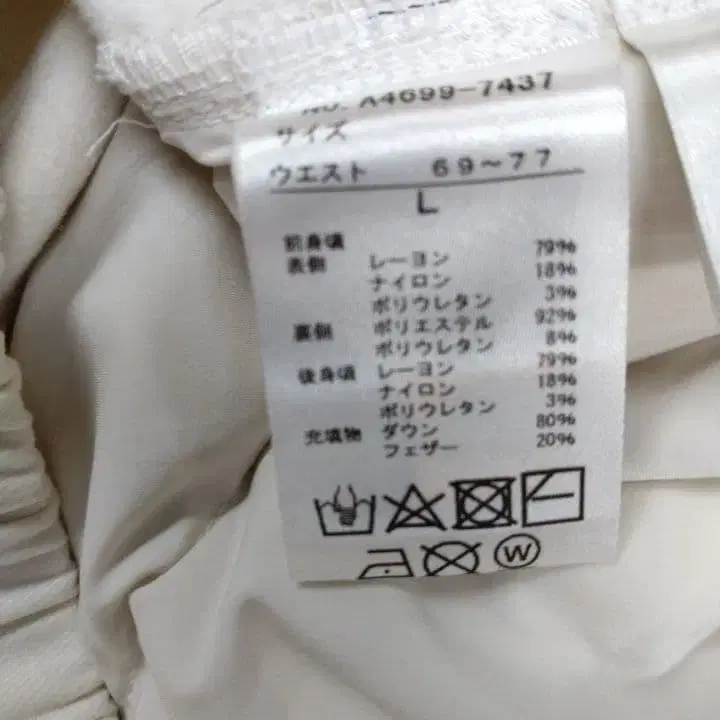 NO. A4699-7437
サイズ
ウエスト 69～77
L
前身頃
表側 レーヨン 79%
ナイロン 18%
ポリウレタン 3%
裏側 ポリエステル 92%
ポリウレタン 8%
後身頃 レーヨン 79%
ナイロン 18%
ポリウレタン 3%
充填物 ダウン 80%
フェザー 20%
W